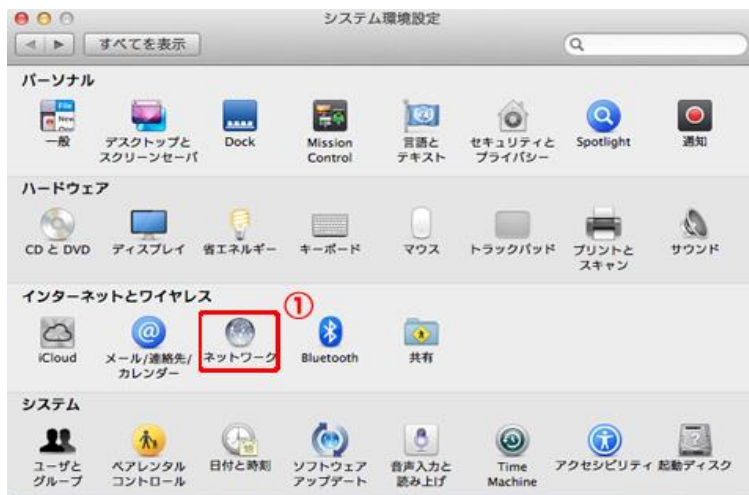 システム環境設定
すべてを表示
パーソナル
一般
デスクトップと
スクリーンセーバ
Dock
Mission
Control
言語と
テキスト
セキュリティと
プライバシー
Spotlight
通知
ハードウェア
CD と DVD
ディスプレイ
省エネルギー
キーボード
マウス
トラックパッド
プリントと
スキャン
サウンド
インターネットとワイヤレス
①
iCloud
メール/連絡先/
カレンダー
ネットワーク
Bluetooth
共有
システム
ユーザと
グループ
ペアレンタル
コントロール
日付と時刻
ソフトウェア
アップデート
音声入力と
読み上げ
Time
Machine
アクセシビリティ
起動ディスク